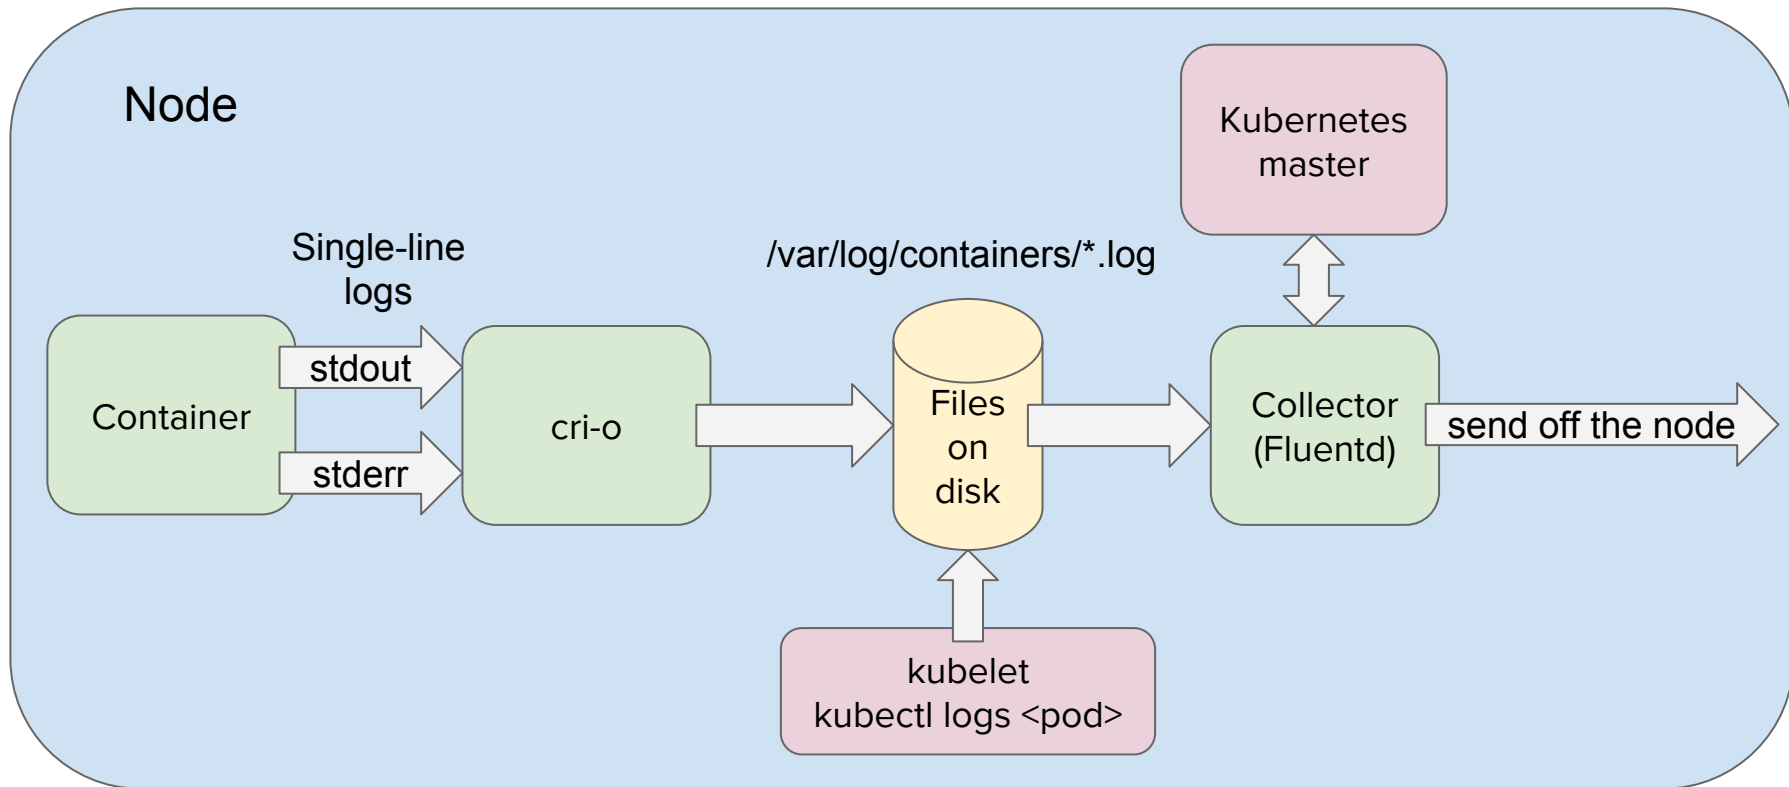 Node
Kubernetes
master
Single-line
logs
/var/log/containers/*.log
Container
stdout
stderr
cri-o
Files
on
disk
Collector
(Fluentd)
send off the node
kubelet
kubectl logs <pod>